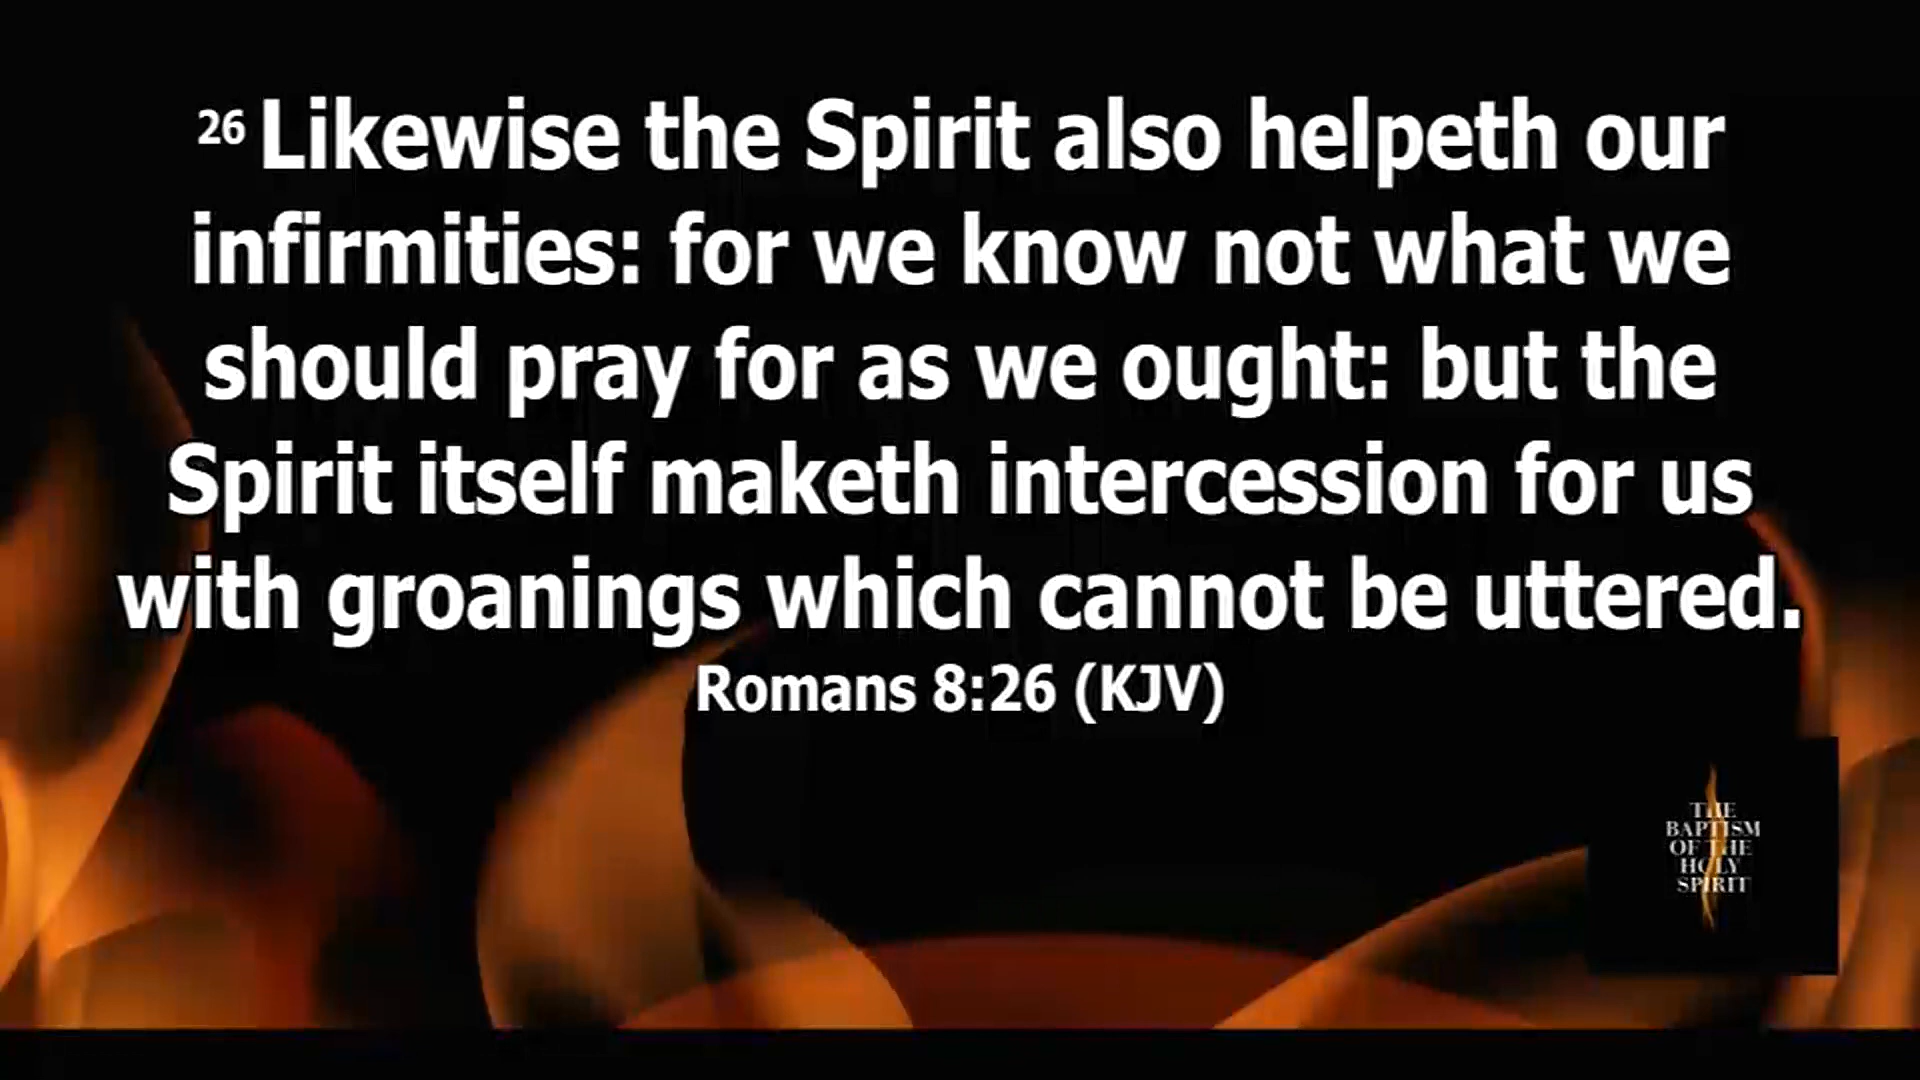 26 Likewise the Spirit also helpeth our
infirmities: for we know not what we
should pray for as we ought: but the
Spirit itself maketh intercession for us
with groanings which cannot be uttered.
Romans 8:26 (KJV)
THE
BAPTISM
OF THE
HOLY
SPIRIT